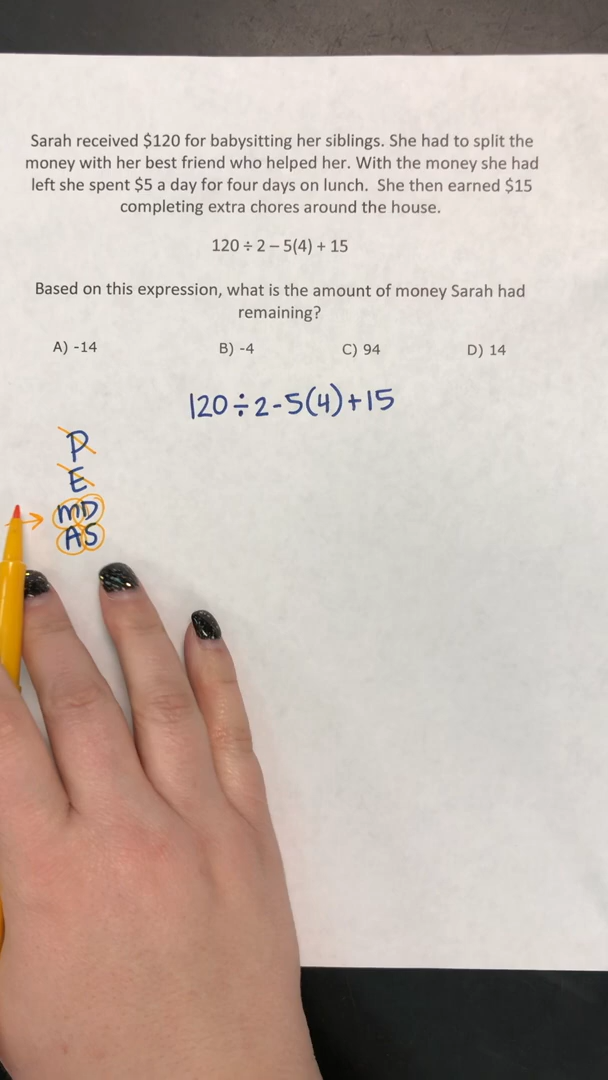 Sarah received $120 for babysitting her siblings. She had to split the
money with her best friend who helped her. With the money she had
left she spent $5 a day for four days on lunch. She then earned $15
completing extra chores around the house.
120 ÷ 2 – 5(4) + 15
Based on this expression, what is the amount of money Sarah had
remaining?
A) -14 B) -4 C) 94 D) 14
120÷2-5(4)+15
P
E
MD
AS